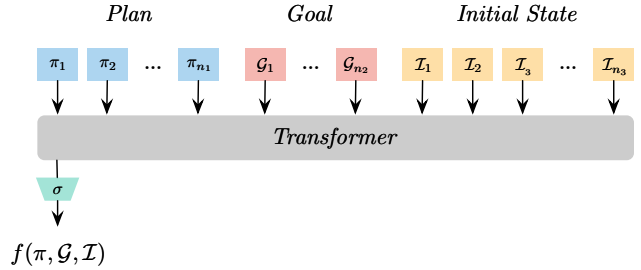 Plan Goal Initial State
π₁ π₂ ... πₙ₁ 𝒢₁ ... 𝒢ₙ₂ ℐ₁ ℐ₂ ℐ₃ ... ℐₙ₃
Transformer
σ
f(π, 𝒢, ℐ)